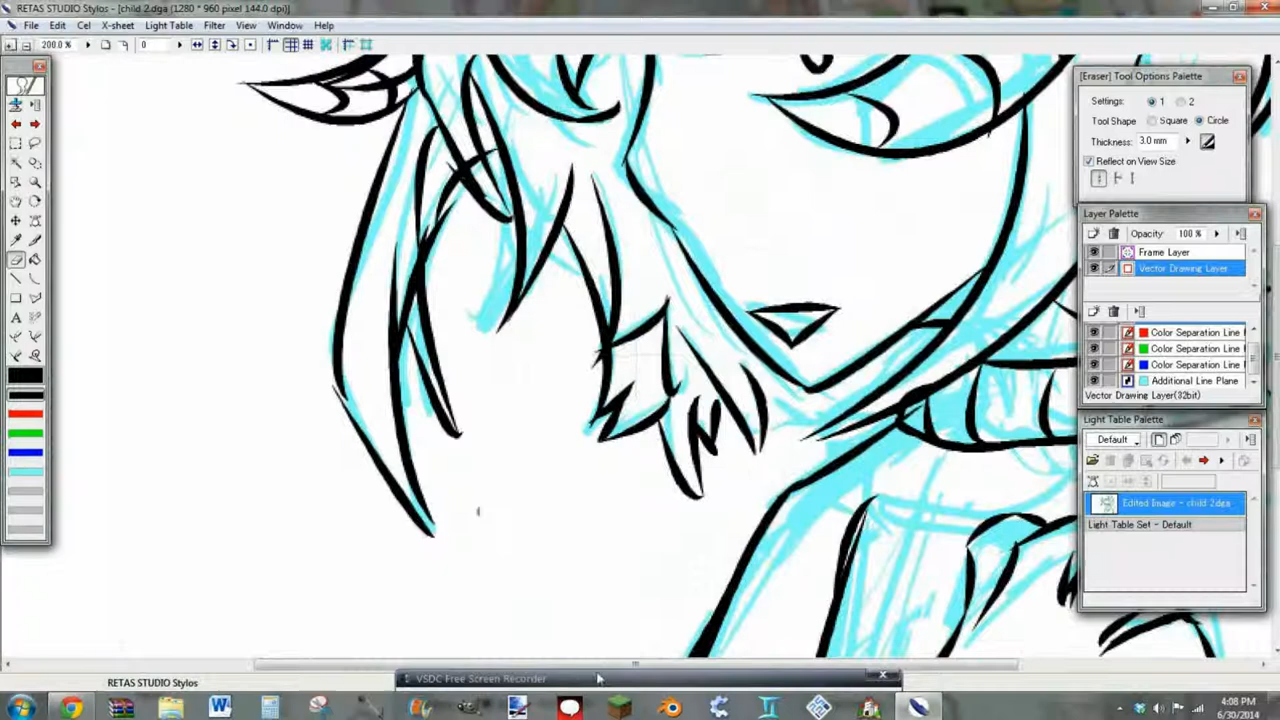 RETAS STUDIO Stylos - [child 2.dga (1280 * 960 pixel 144.0 dpi)]
File Edit Cel X-sheet Light Table Filter View Window Help
200.0 % 0
[Eraser] Tool Options Palette
Settings: 1 2
Tool Shape Square Circle
Thickness: 3.0 mm
Reflect on View Size
Layer Palette
Opacity: 100 %
Frame Layer
Vector Drawing Layer
Color Separation Line
Color Separation Line
Color Separation Line
Additional Line Plane
Vector Drawing Layer(32bit)
Light Table Palette
Default
Edited Image - child 2.dga
Light Table Set - Default
A
VSDC Free Screen Recorder
RETAS STUDIO Stylos
4:08 PM
6/30/2014